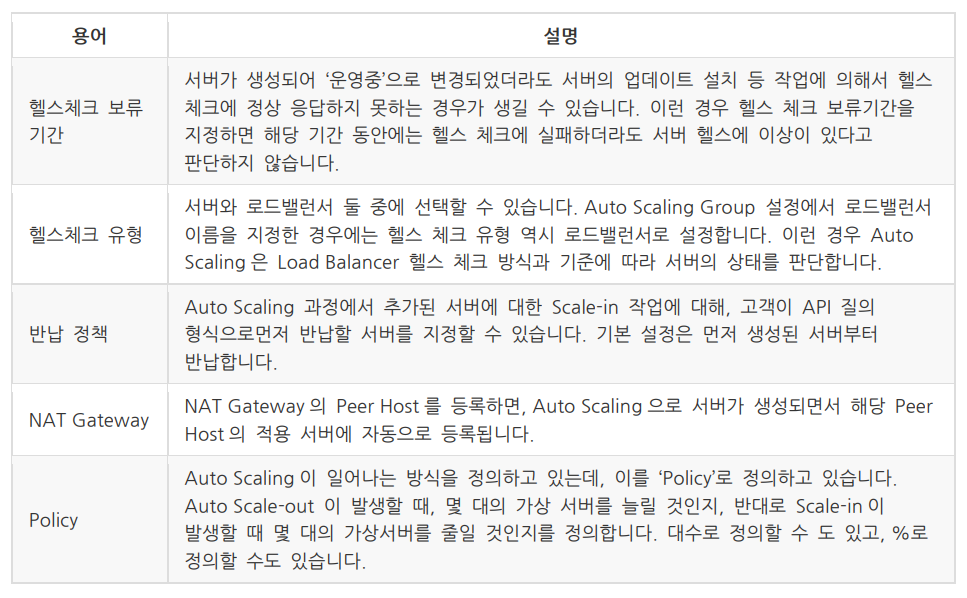 용어
설명
헬스체크 보류
기간
서버가 생성되어 ‘운영중’으로 변경되었더라도 서버의 업데이트 설치 등 작업에 의해서 헬스
체크에 정상 응답하지 못하는 경우가 생길 수 있습니다. 이런 경우 헬스 체크 보류기간을
지정하면 해당 기간 동안에는 헬스 체크에 실패하더라도 서버 헬스에 이상이 있다고
판단하지 않습니다.
헬스체크 유형
서버와 로드밸런서 둘 중에 선택할 수 있습니다. Auto Scaling Group 설정에서 로드밸런서
이름을 지정한 경우에는 헬스 체크 유형 역시 로드밸런서로 설정합니다. 이런 경우 Auto
Scaling 은 Load Balancer 헬스 체크 방식과 기준에 따라 서버의 상태를 판단합니다.
반납 정책
Auto Scaling 과정에서 추가된 서버에 대한 Scale-in 작업에 대해, 고객이 API 질의
형식으로먼저 반납할 서버를 지정할 수 있습니다. 기본 설정은 먼저 생성된 서버부터
반납합니다.
NAT Gateway
NAT Gateway 의 Peer Host 를 등록하면, Auto Scaling 으로 서버가 생성되면서 해당 Peer
Host 의 적용 서버에 자동으로 등록됩니다.
Policy
Auto Scaling 이 일어나는 방식을 정의하고 있는데, 이를 ‘Policy’로 정의하고 있습니다.
Auto Scale-out 이 발생할 때, 몇 대의 가상 서버를 늘릴 것인지, 반대로 Scale-in 이
발생할 때 몇 대의 가상서버를 줄일 것인지를 정의합니다. 대수로 정의할 수 도 있고, %로
정의할 수도 있습니다.